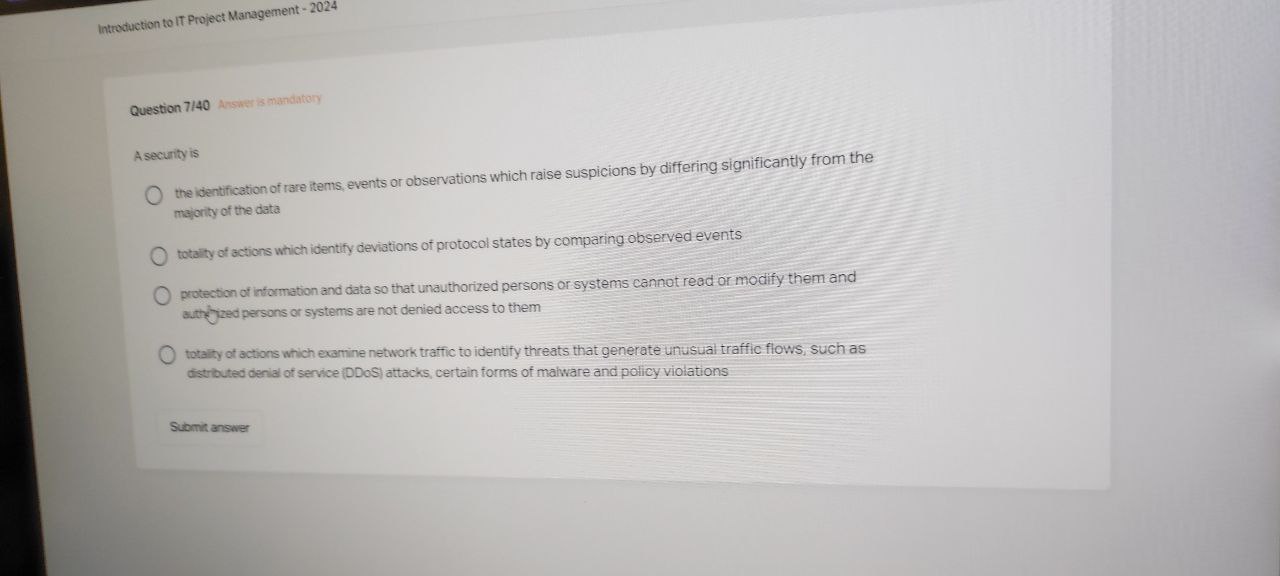 Introduction to IT Project Management - 2024
Question 7/40 Answer is mandatory
A security is
the identification of rare items, events or observations which raise suspicions by differing significantly from the
majority of the data
totality of actions which identify deviations of protocol states by comparing observed events
protection of information and data so that unauthorized persons or systems cannot read or modify them and
authorized persons or systems are not denied access to them
totality of actions which examine network traffic to identify threats that generate unusual traffic flows, such as
distributed denial of service (DDoS) attacks, certain forms of malware and policy violations
Submit answer